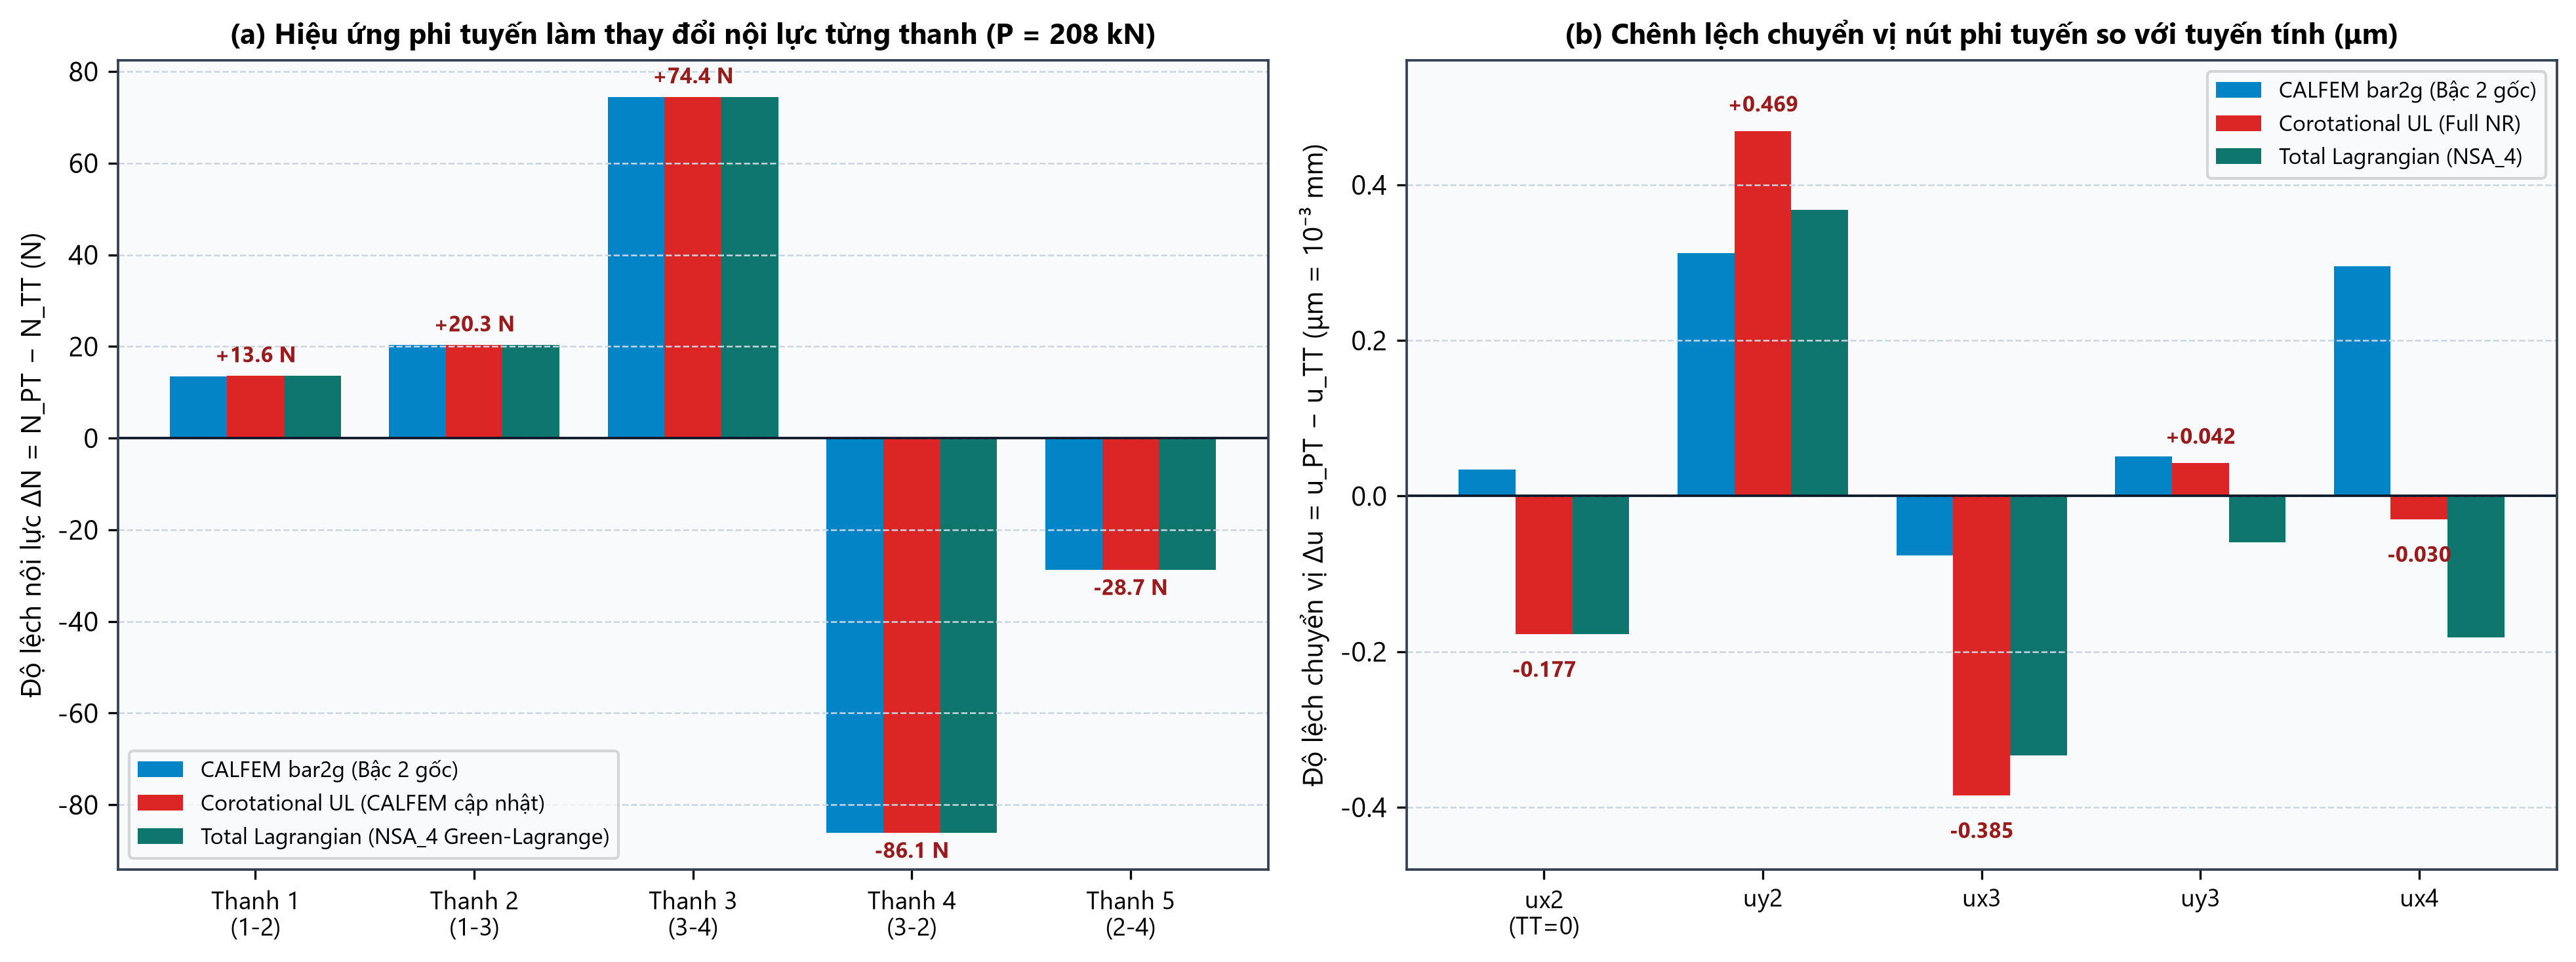 (a) Hiệu ứng phi tuyến làm thay đổi nội lực từng thanh (P = 208 kN)
Độ lệch nội lực ΔN = N_PT − N_TT (N)
80
60
40
20
0
-20
-40
-60
-80
+13.6 N
+20.3 N
+74.4 N
-86.1 N
-28.7 N
CALFEM bar2g (Bậc 2 gốc)
Corotational UL (CALFEM cập nhật)
Total Lagrangian (NSA_4 Green-Lagrange)
Thanh 1
(1-2)
Thanh 2
(1-3)
Thanh 3
(3-4)
Thanh 4
(3-2)
Thanh 5
(2-4)
(b) Chênh lệch chuyển vị nút phi tuyến so với tuyến tính (μm)
Độ lệch chuyển vị Δu = u_PT − u_TT (μm = 10⁻³ mm)
0.4
0.2
0.0
-0.2
-0.4
-0.177
+0.469
-0.385
+0.042
-0.030
CALFEM bar2g (Bậc 2 gốc)
Corotational UL (Full NR)
Total Lagrangian (NSA_4)
ux2
(TT=0)
uy2
ux3
uy3
ux4